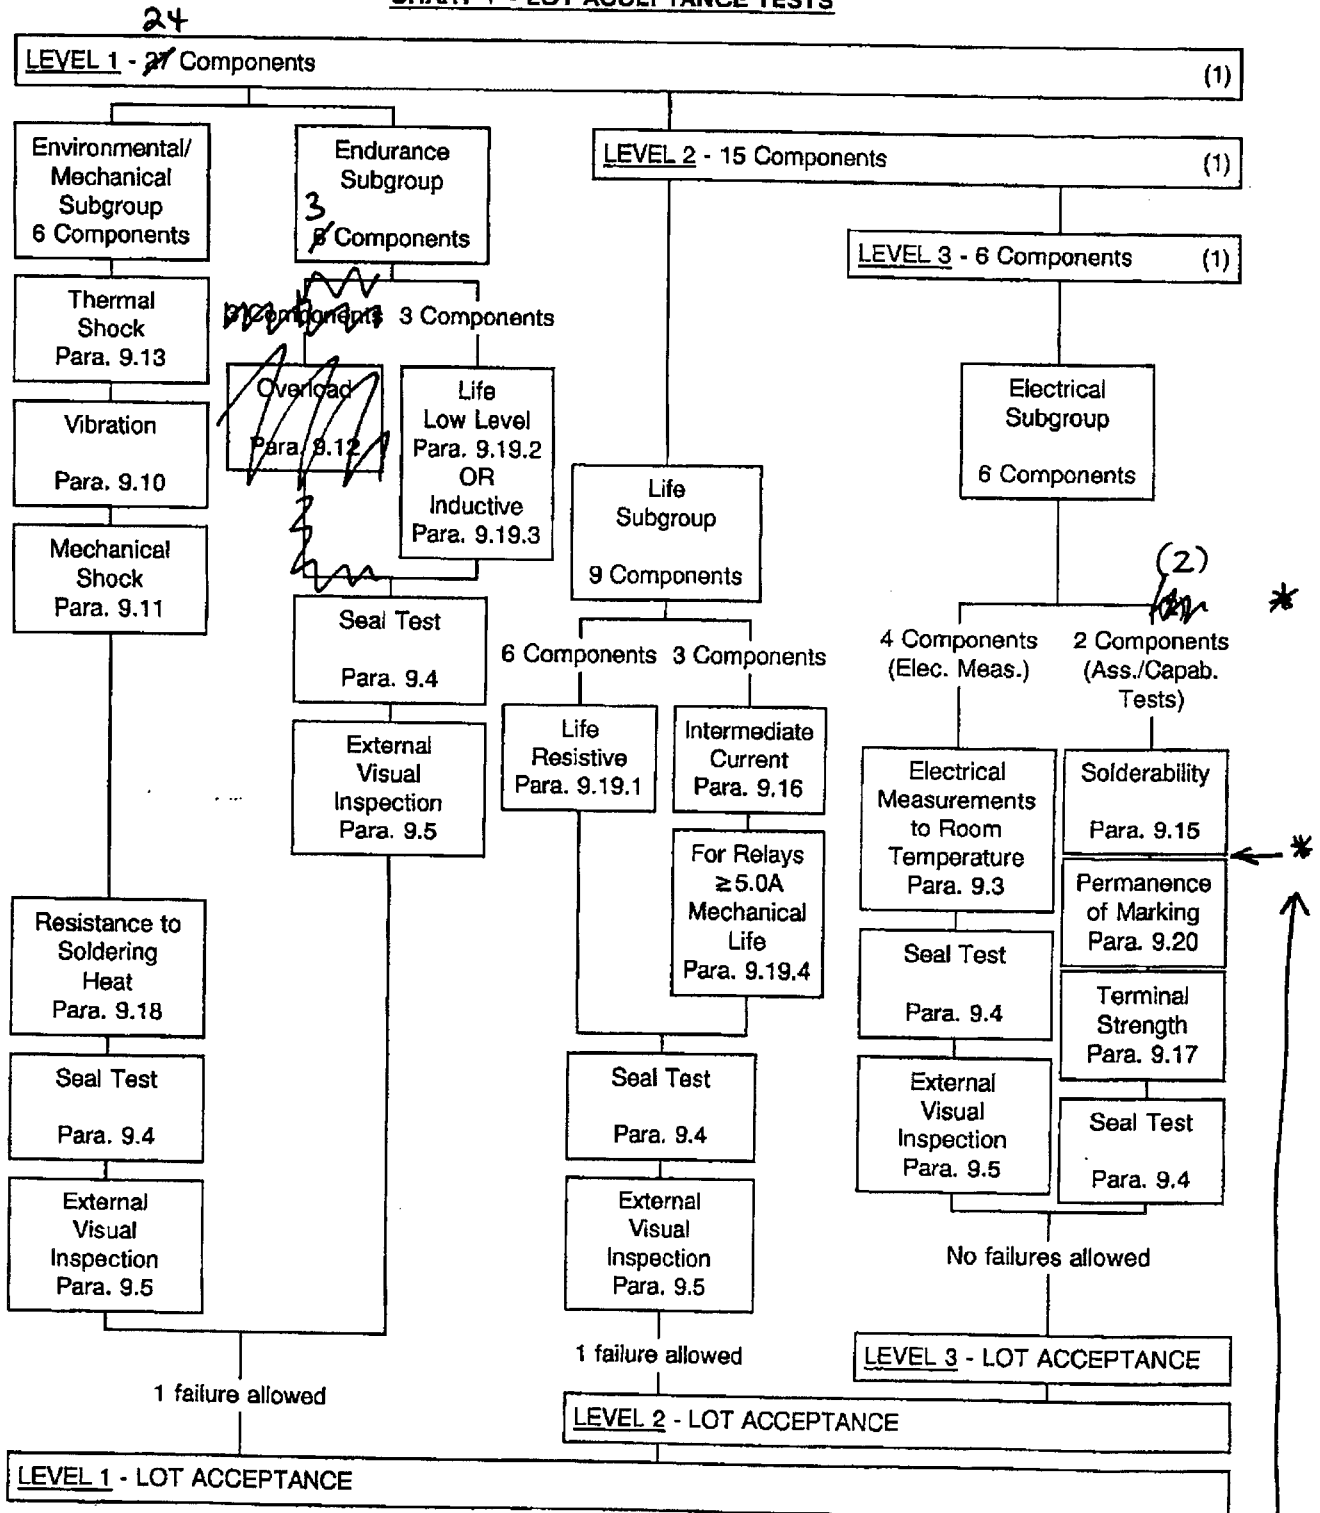 24
LEVEL 1 - 27 Components
(1)
Environmental/
Mechanical
Subgroup
6 Components
Endurance
Subgroup
3
6 Components
LEVEL 2 - 15 Components
(1)
LEVEL 3 - 6 Components
(1)
Thermal
Shock
Para. 9.13
Vibration
Para. 9.10
Mechanical
Shock
Para. 9.11
Resistance to
Soldering
Heat
Para. 9.18
Seal Test
Para. 9.4
External
Visual
Inspection
Para. 9.5
3 Components
Overload
Para. 9.12
3 Components
Life
Low Level
Para. 9.19.2
OR
Inductive
Para. 9.19.3
Seal Test
Para. 9.4
External
Visual
Inspection
Para. 9.5
1 failure allowed
Life
Subgroup
9 Components
6 Components
3 Components
Life
Resistive
Para. 9.19.1
Intermediate
Current
Para. 9.16
For Relays
≥5.0A
Mechanical
Life
Para. 9.19.4
Seal Test
Para. 9.4
External
Visual
Inspection
Para. 9.5
1 failure allowed
Electrical
Subgroup
6 Components
(2)
*
4 Components
(Elec. Meas.)
2 Components
(Ass./Capab.
Tests)
Electrical
Measurements
to Room
Temperature
Para. 9.3
Seal Test
Para. 9.4
External
Visual
Inspection
Para. 9.5
Solderability
Para. 9.15
*
Permanence
of Marking
Para. 9.20
Terminal
Strength
Para. 9.17
Seal Test
Para. 9.4
No failures allowed
LEVEL 3 - LOT ACCEPTANCE
LEVEL 2 - LOT ACCEPTANCE
LEVEL 1 - LOT ACCEPTANCE